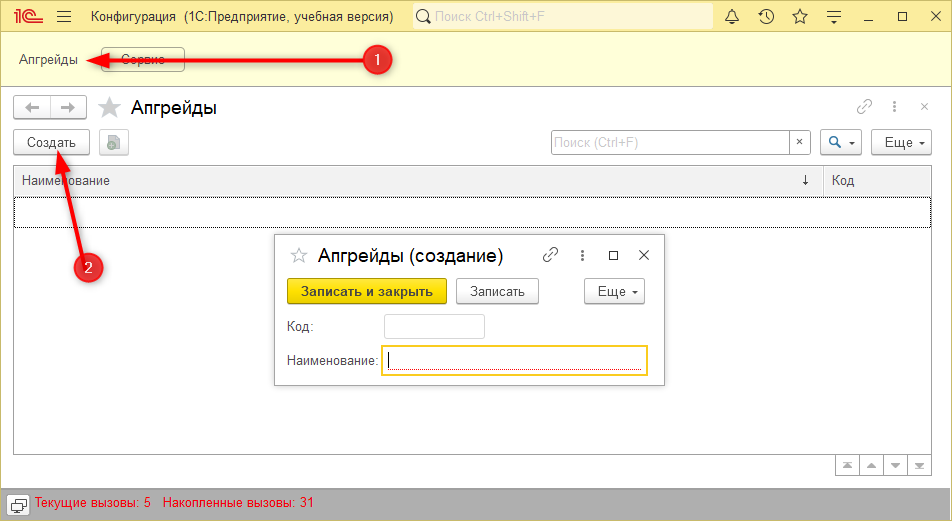 1С Конфигурация (1С:Предприятие, учебная версия) Поиск Ctrl+Shift+F
Апгрейды Сервис 1
Апгрейды
Создать Поиск (Ctrl+F) × Еще
Наименование ↓ Код
2
Апгрейды (создание)
Записать и закрыть Записать Еще
Код:
Наименование:
Текущие вызовы: 5 Накопленные вызовы: 31